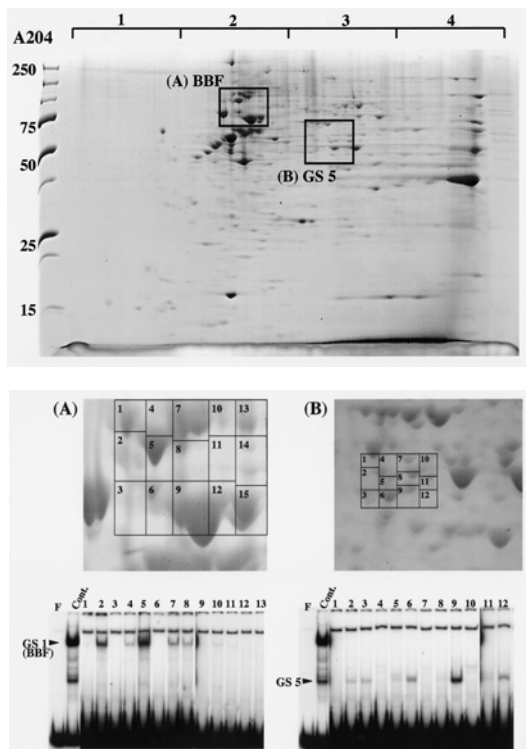 1 2 3 4
A204
250
(A) BBF
75
50
(B) GS 5
25
15
(A)
1 4 7 10 13
2 5 8 11 14
3 6 9 12 15
(B)
1 4 7 10
2 5 8 11
3 6 9 12
F Cont. 1 2 3 4 5 6 7 8 9 10 11 12 13
GS 1
(BBF)
F Cont. 1 2 3 4 5 6 7 8 9 10 11 12
GS 5